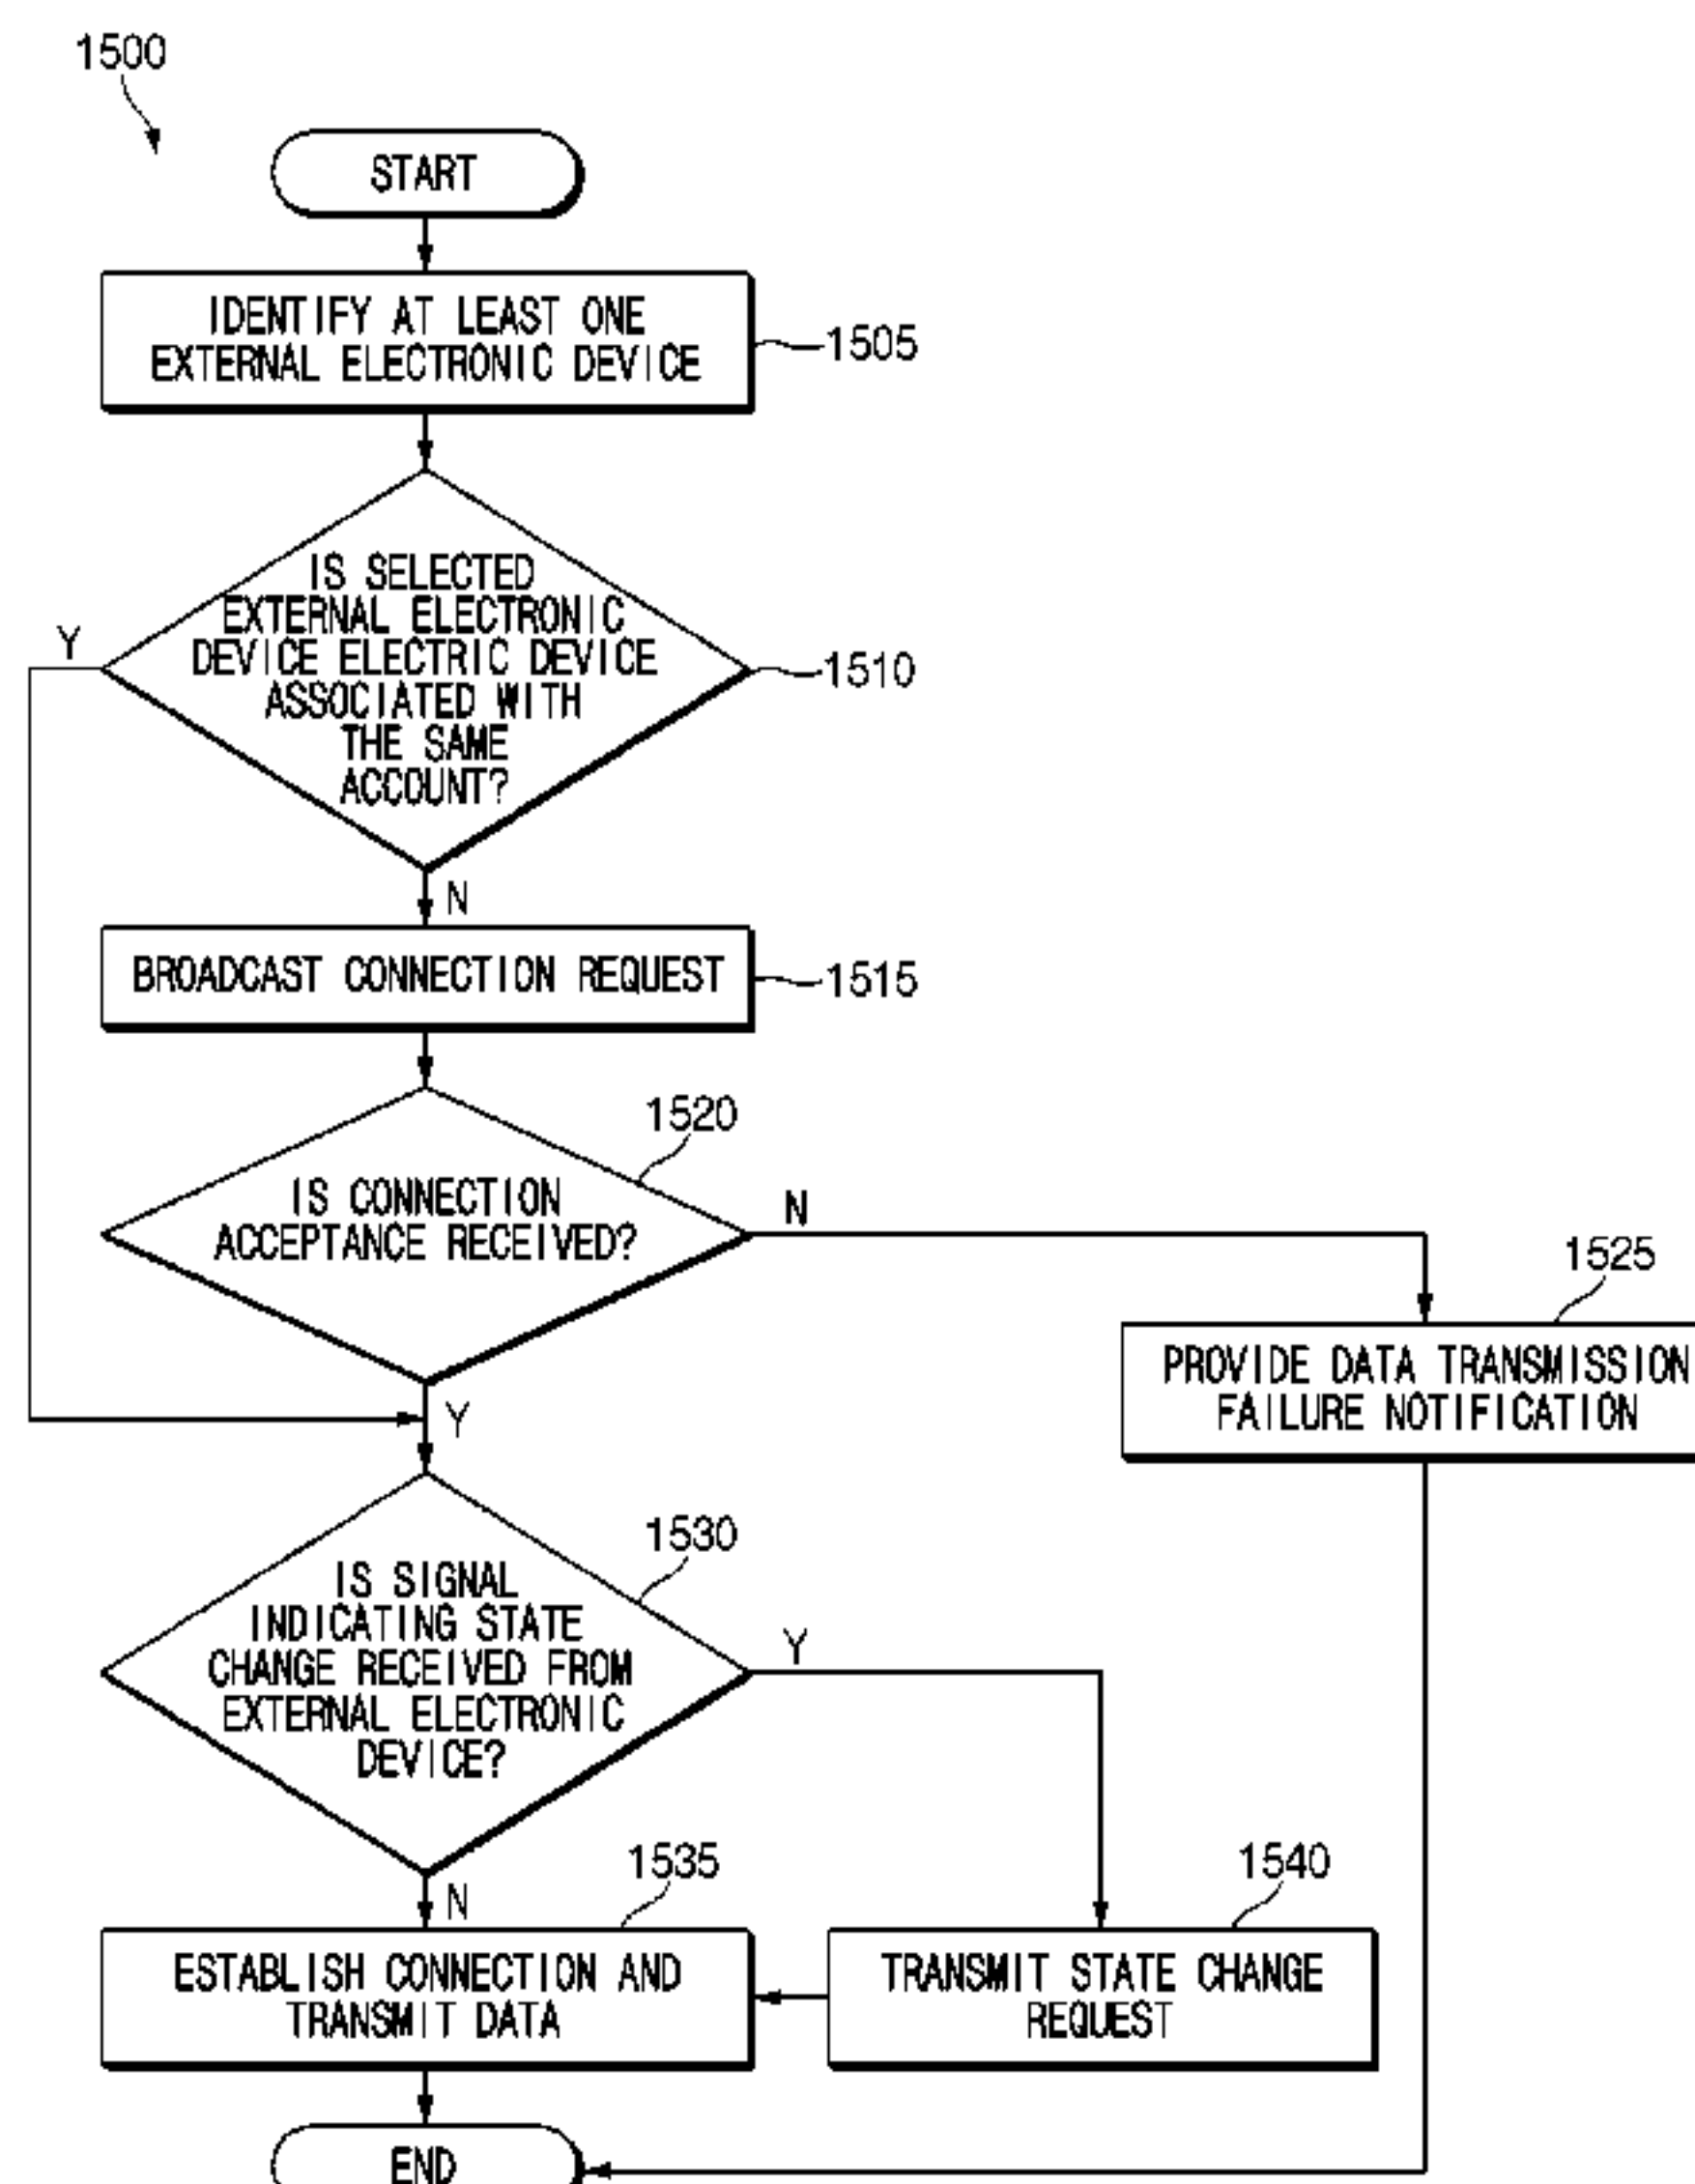 1500
START
IDENTIFY AT LEAST ONE
EXTERNAL ELECTRONIC DEVICE
1505
IS SELECTED
EXTERNAL ELECTRONIC
DEVICE ELECTRIC DEVICE
ASSOCIATED WITH
THE SAME
ACCOUNT?
Y
1510
N
BROADCAST CONNECTION REQUEST
1515
1520
IS CONNECTION
ACCEPTANCE RECEIVED?
N
1525
PROVIDE DATA TRANSMISSION
FAILURE NOTIFICATION
Y
1530
IS SIGNAL
INDICATING STATE
CHANGE RECEIVED FROM
EXTERNAL ELECTRONIC
DEVICE?
Y
N
1535
ESTABLISH CONNECTION AND
TRANSMIT DATA
1540
TRANSMIT STATE CHANGE
REQUEST
END